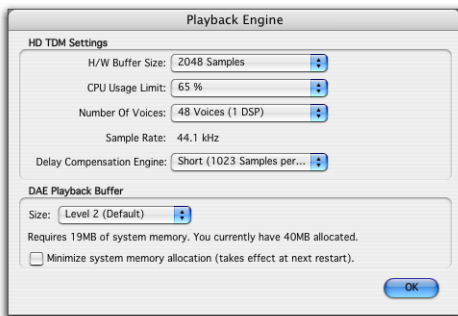 Playback Engine
HD TDM Settings
H/W Buffer Size: 2048 Samples
CPU Usage Limit: 65 %
Number Of Voices: 48 Voices (1 DSP)
Sample Rate: 44.1 kHz
Delay Compensation Engine: Short (1023 Samples per...
DAE Playback Buffer
Size: Level 2 (Default)
Requires 19MB of system memory. You currently have 40MB allocated.
Minimize system memory allocation (takes effect at next restart).
OK